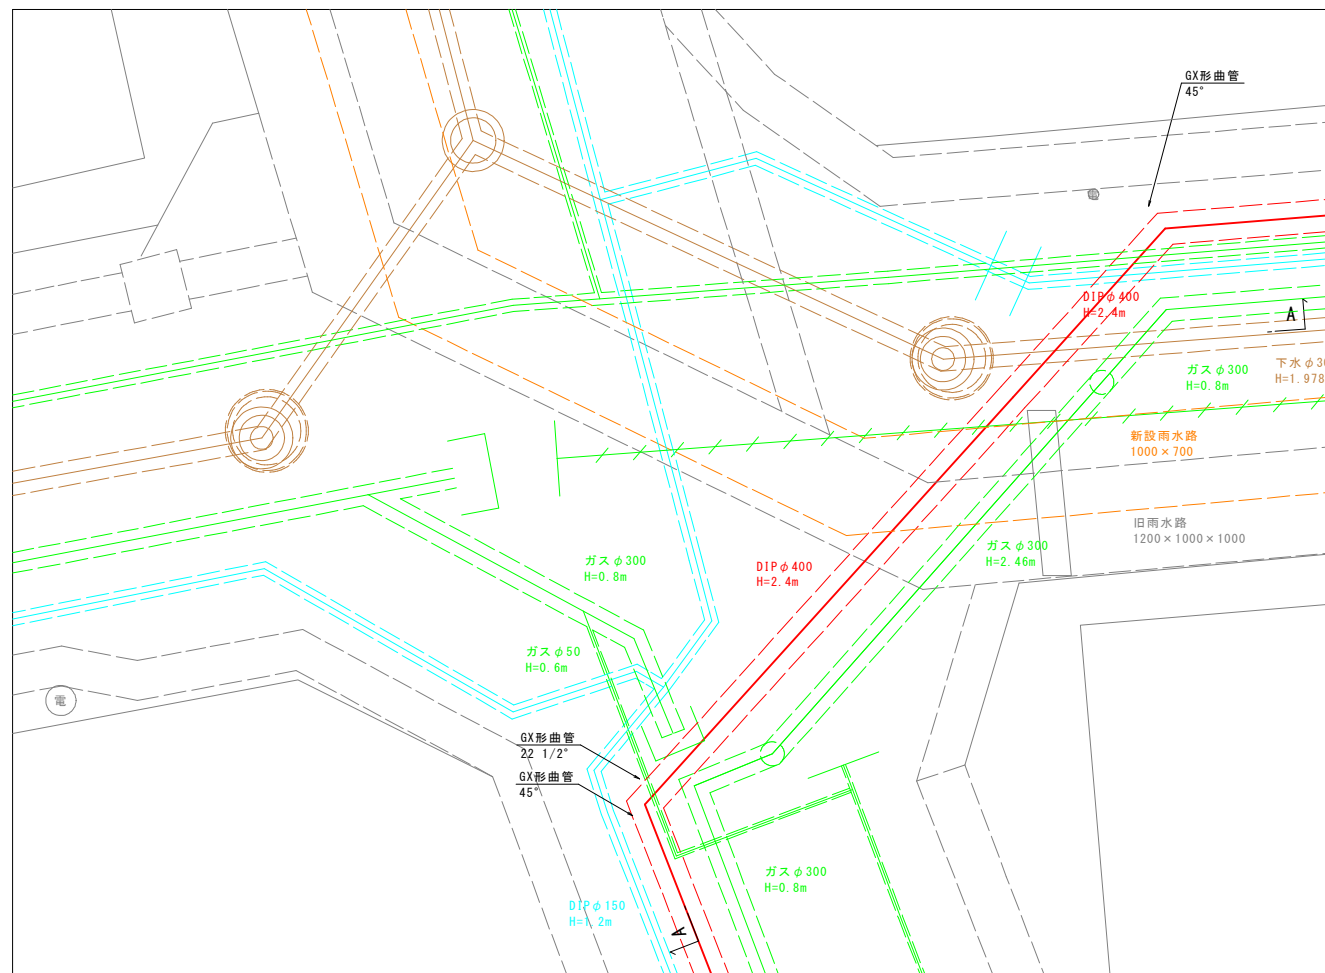 GX形曲管
45°
電
DIPφ400
H=2.4m
A
ガスφ300
H=0.8m
下水φ30
H=1.978
新設雨水路
1000×700
旧雨水路
1200×1000×1000
ガスφ300
H=2.46m
ガスφ300
H=0.8m
DIPφ400
H=2.4m
ガスφ50
H=0.6m
電
GX形曲管
22 1/2°
GX形曲管
45°
ガスφ300
H=0.8m
DIPφ150
H=1.2m
A